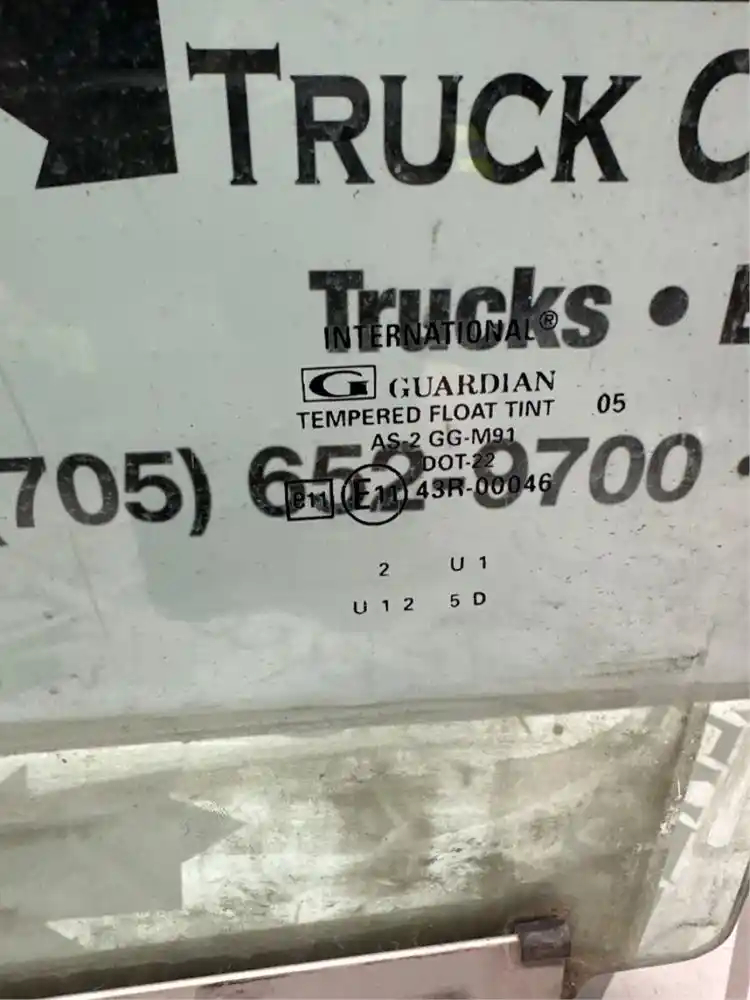 TRUCK C
Trucks •
INTERNATIONAL®
G GUARDIAN
TEMPERED FLOAT TINT 05
AS-2 GG-M91
(705) 652-9700
DOT-22
e11 E11 43R-00046
2 U 1
U 1 2 5 D